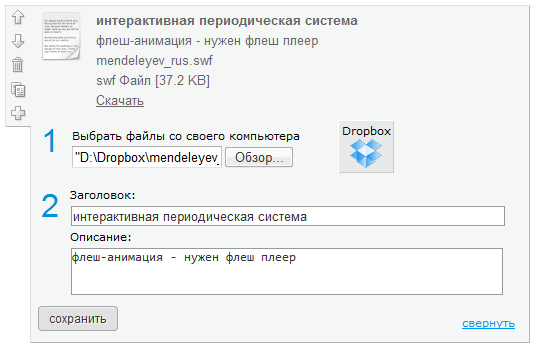 интерактивная периодическая система
флеш-анимация - нужен флеш плеер
mendeleyev_rus.swf
swf Файл [37.2 KB]
Скачать
1 Выбрать файлы со своего компьютера
"D:\Dropbox\mendeleyev_ Обзор...
Dropbox
2 Заголовок:
интерактивная периодическая система
Описание:
флеш-анимация - нужен флеш плеер
сохранить
свернуть